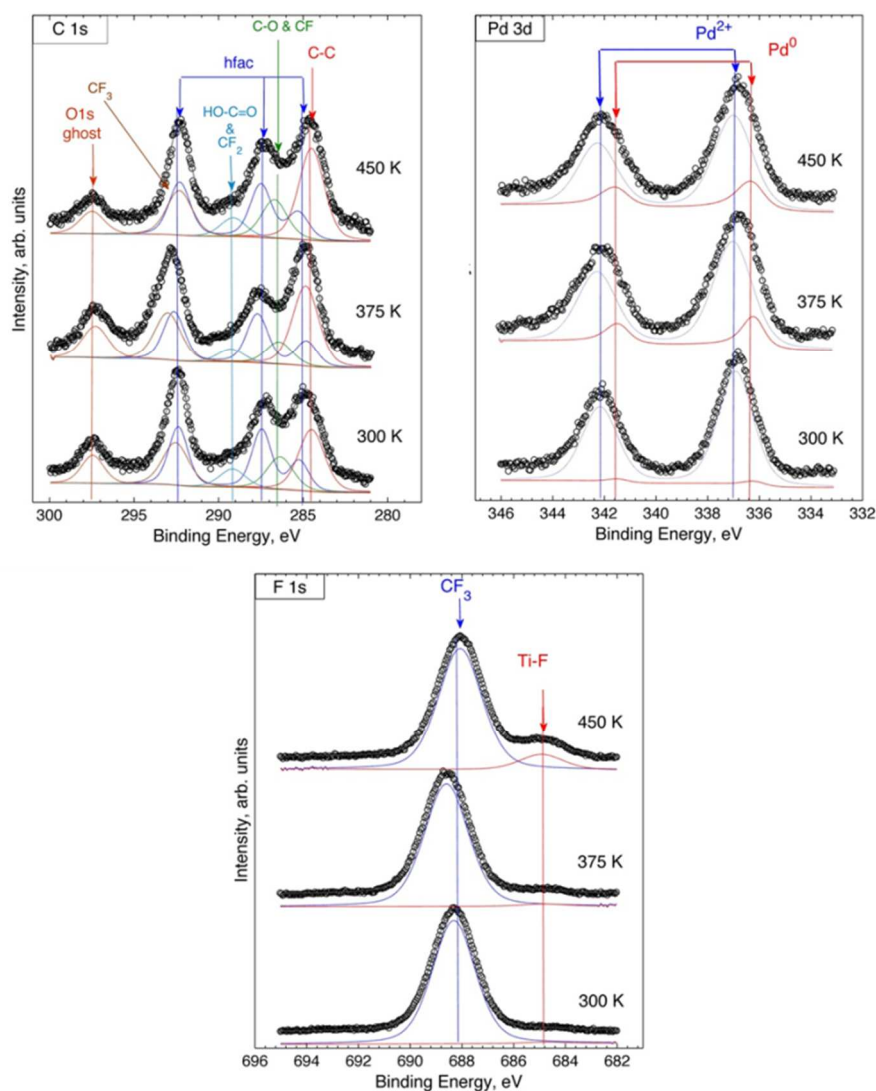 C 1s
C-O & CF
C-C
hfac
CF3
HO-C=O
&
CF2
O1s
ghost
450 K
375 K
300 K
Intensity, arb. units
300 295 290 285 280
Binding Energy, eV
Pd 3d
Pd2+
Pd0
450 K
375 K
300 K
346 344 342 340 338 336 334 332
Binding Energy, eV
F 1s
CF3
Ti-F
450 K
375 K
300 K
Intensity, arb. units
696 694 692 690 688 686 684 682
Binding Energy, eV